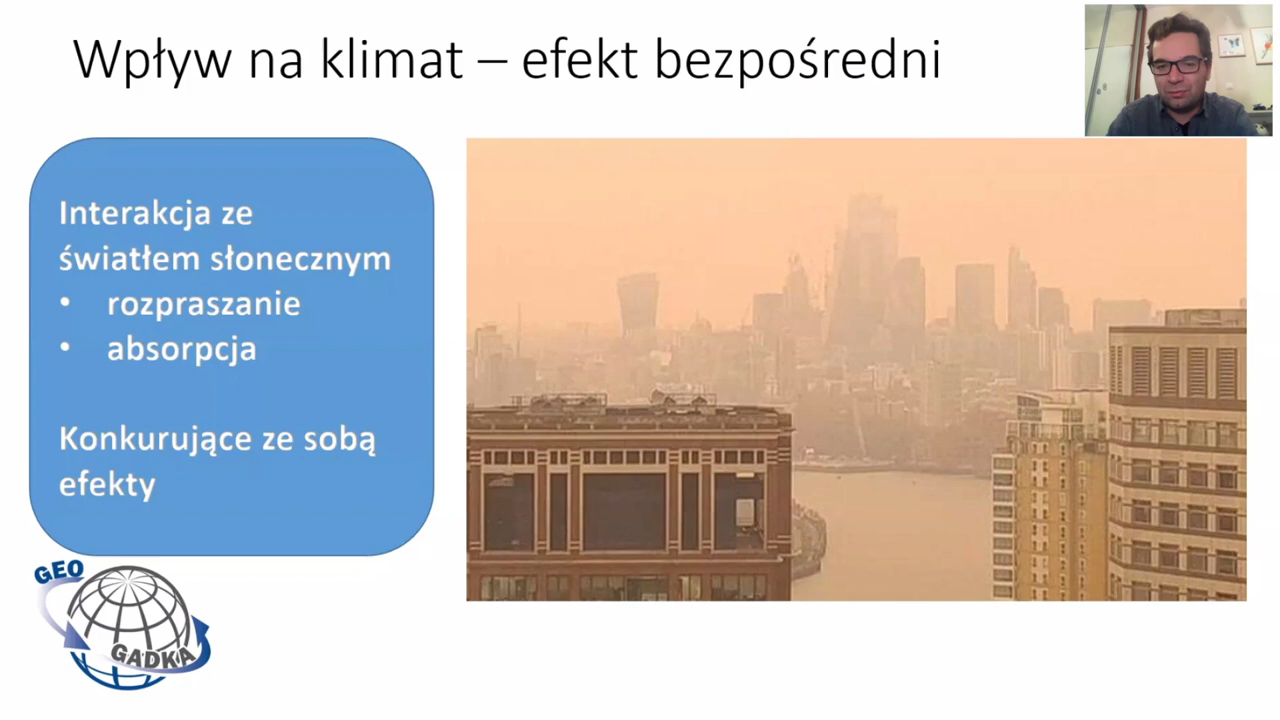 Wpływ na klimat – efekt bezpośredni
Interakcja ze
światłem słonecznym
• rozpraszanie
• absorpcja
Konkurujące ze sobą
efekty
GEO
GADKA